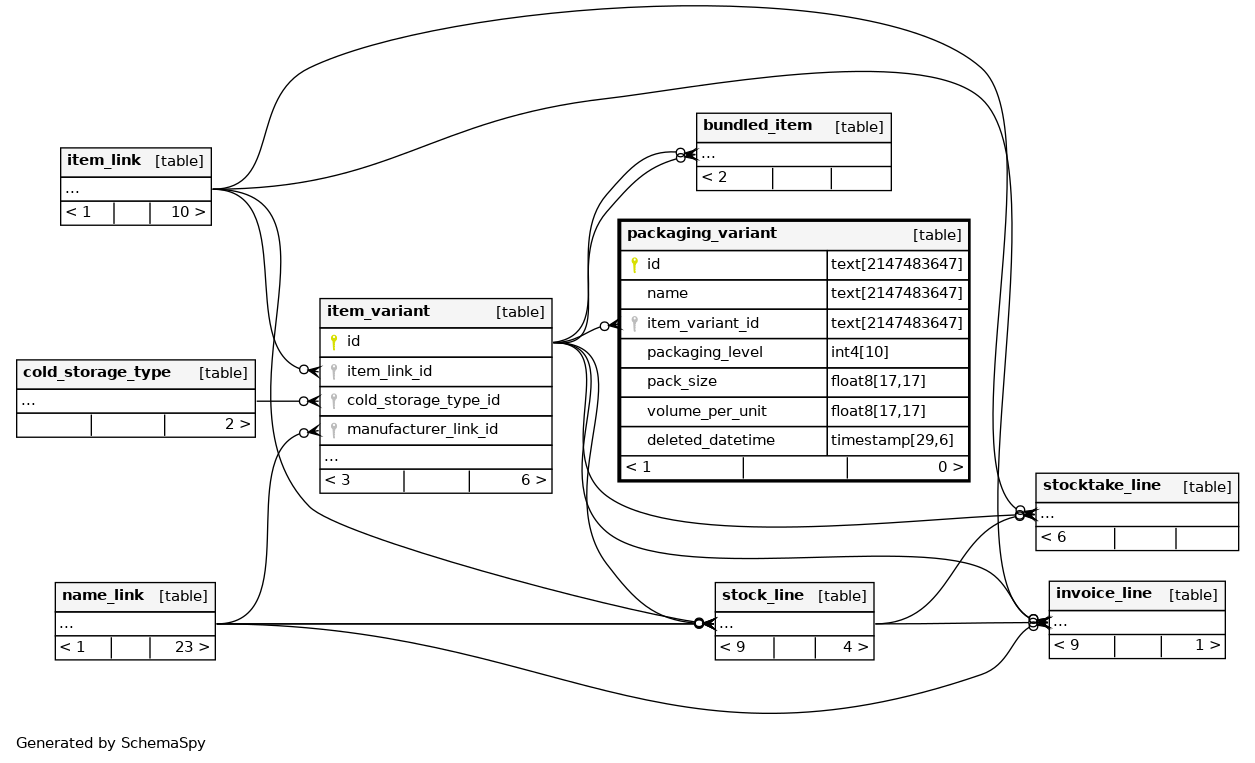 bundled_item [table]
...
< 2
item_link [table]
...
< 1 10 >
packaging_variant [table]
id text[2147483647]
name text[2147483647]
item_variant_id text[2147483647]
packaging_level int4[10]
pack_size float8[17,17]
volume_per_unit float8[17,17]
deleted_datetime timestamp[29,6]
< 1 0 >
item_variant [table]
id
item_link_id
cold_storage_type_id
manufacturer_link_id
...
< 3 6 >
cold_storage_type [table]
...
2 >
stocktake_line [table]
...
< 6
name_link [table]
...
< 1 23 >
stock_line [table]
...
< 9 4 >
invoice_line [table]
...
< 9 1 >
Generated by SchemaSpy